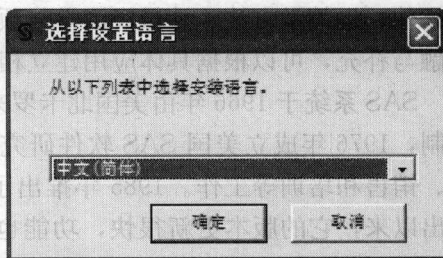 选择设置语言
从以下列表中选择安装语言。
中文(简体)
确定
取消